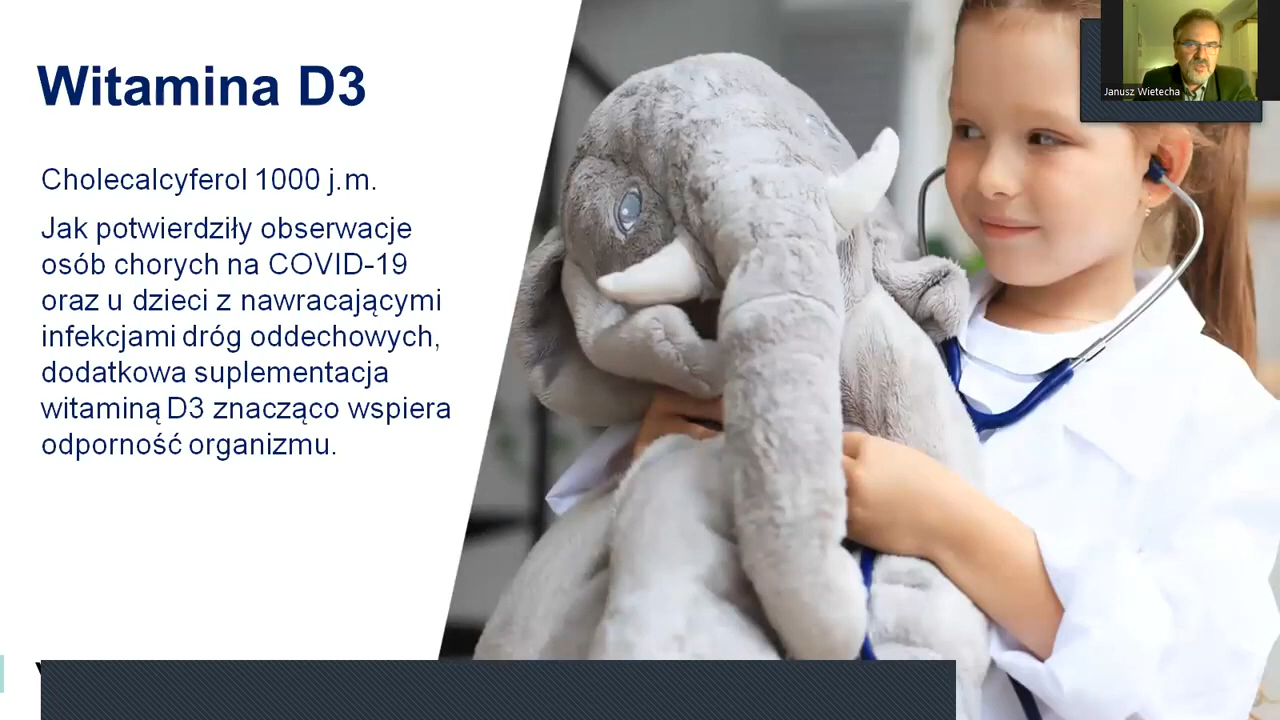 Witamina D3
Cholecalcyferol 1000 j.m.
Jak potwierdziły obserwacje
osób chorych na COVID-19
oraz u dzieci z nawracającymi
infekcjami dróg oddechowych,
dodatkowa suplementacja
witaminą D3 znacząco wspiera
odporność organizmu.
Janusz Wietecha